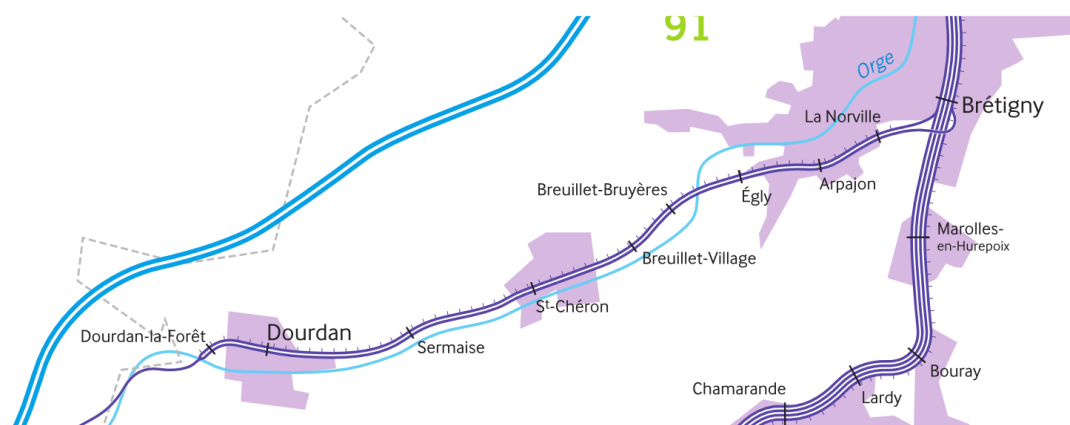 91
Orge
Brétigny
La Norville
Arpajon
Égly
Breuillet-Bruyères
Breuillet-Village
Marolles-
en-Hurepoix
St-Chéron
Dourdan-la-Forêt
Dourdan
Sermaise
Bouray
Lardy
Chamarande